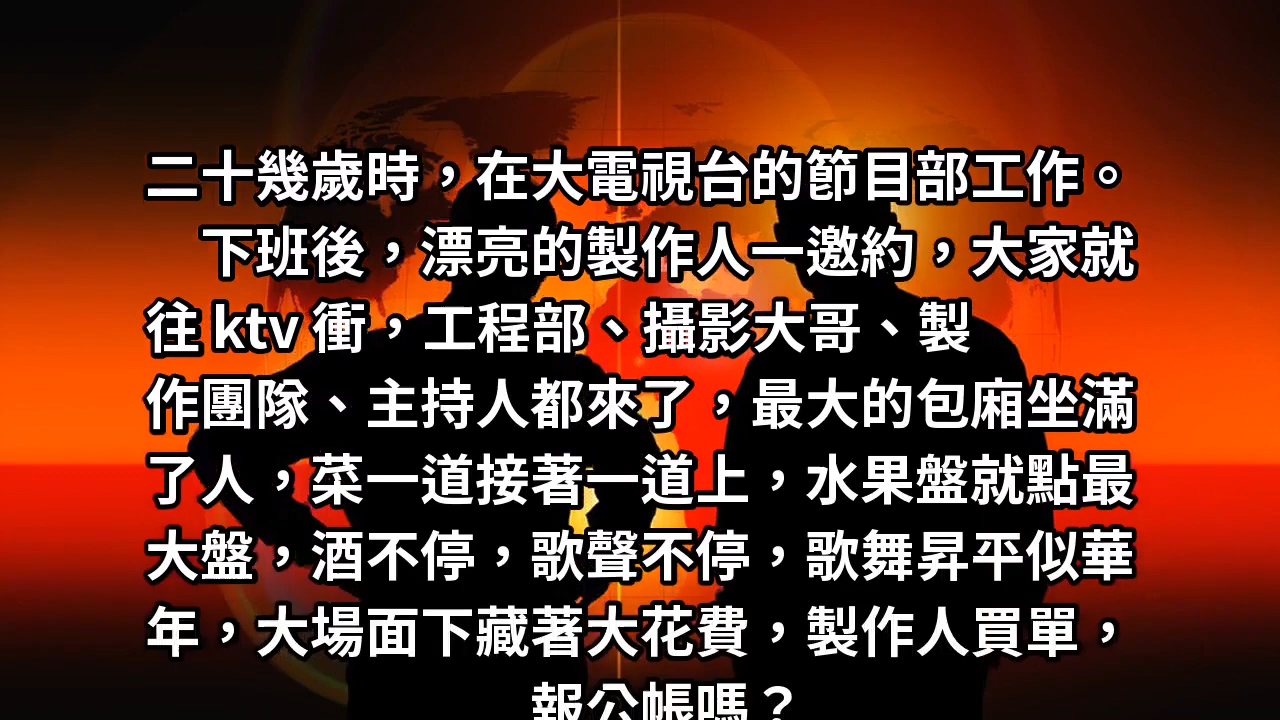 二十幾歲時，在大電視台的節目部工作。
下班後，漂亮的製作人一邀約，大家就
往 ktv 衝，工程部、攝影大哥、製
作團隊、主持人都來了，最大的包廂坐滿
了人，菜一道接著一道上，水果盤就點最
大盤，酒不停，歌聲不停，歌舞昇平似華
年，大場面下藏著大花費，製作人買單，
報公帳嗎？